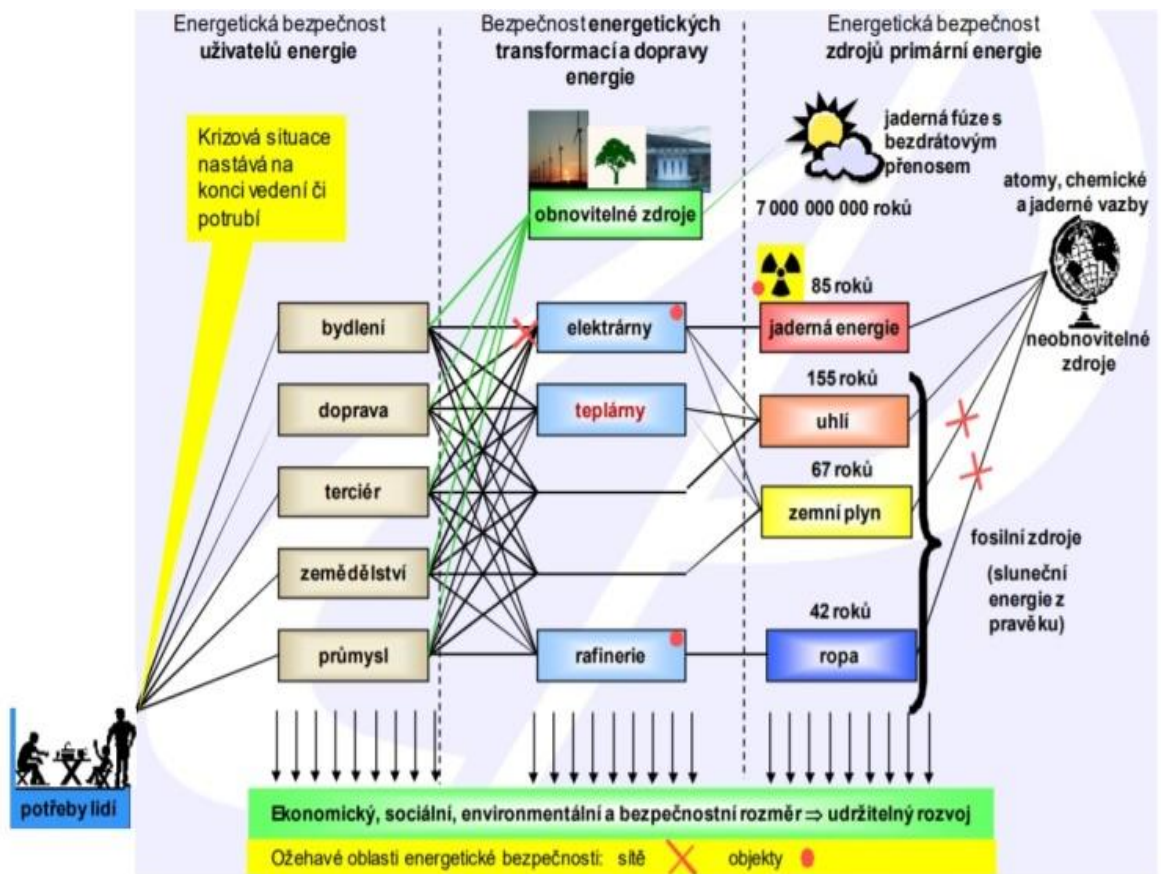 Energetická bezpečnost
uživatelů energie
Bezpečnost energetických
transformací a dopravy
energie
Energetická bezpečnost
zdrojů primární energie
Krizová situace
nastává na
konci vedení či
potrubí
obnovitelné zdroje
jaderná fúze s
bezdrátovým
přenosem
7 000 000 000 roků
atomy, chemické
a jaderné vazby
neobnovitelné
zdroje
bydlení
doprava
terciér
zemědělství
průmysl
elektrárny
teplárny
rafinerie
85 roků
jaderná energie
155 roků
uhlí
67 roků
zemní plyn
42 roků
ropa
fosilní zdroje
(sluneční
energie z
pravěku)
potřeby lidí
Ekonomický, sociální, environmentální a bezpečnostní rozměr ⇒ udržitelný rozvoj
Ožehavé oblasti energetické bezpečnosti: sítě objekty